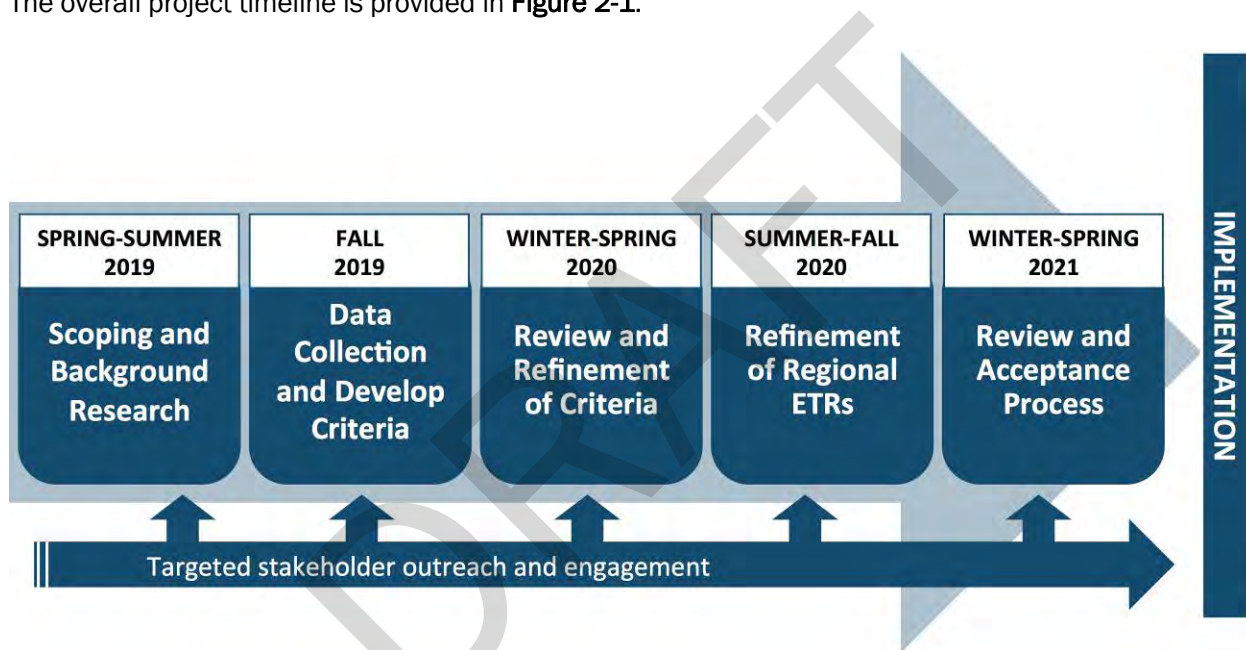 The overall project timeline is provided in Figure 2-1.
SPRING-SUMMER
2019
Scoping and
Background
Research
FALL
2019
Data
Collection
and Develop
Criteria
WINTER-SPRING
2020
Review and
Refinement
of Criteria
SUMMER-FALL
2020
Refinement
of Regional
ETRs
WINTER-SPRING
2021
Review and
Acceptance
Process
IMPLEMENTATION
Targeted stakeholder outreach and engagement
DRAFT